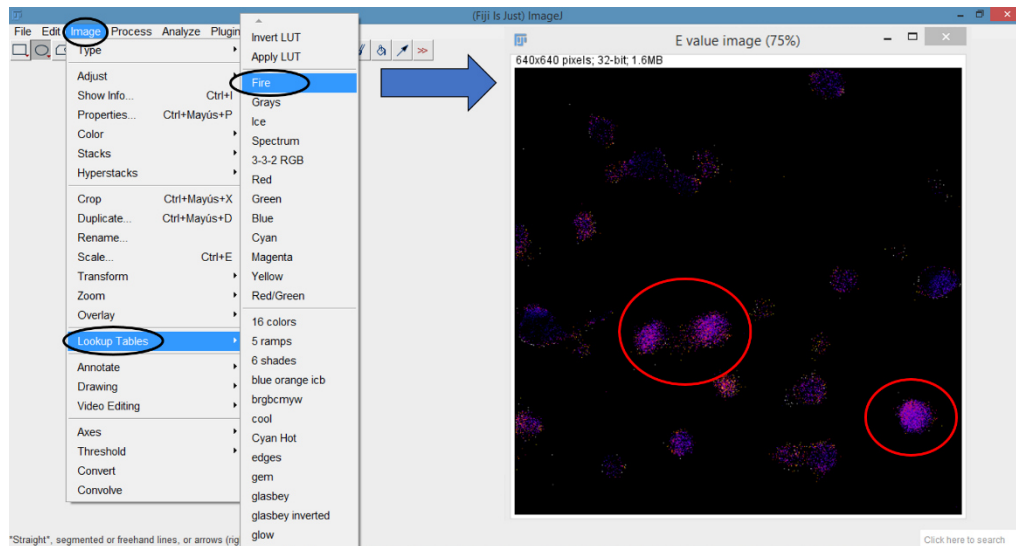 (Fiji Is Just) ImageJ
File Edit Image Process Analyze Plugin
Type
Adjust
Show Info... Ctrl+I
Properties... Ctrl+Mayús+P
Color
Stacks
Hyperstacks
Crop Ctrl+Mayús+X
Duplicate... Ctrl+Mayús+D
Rename...
Scale... Ctrl+E
Transform
Zoom
Overlay
Lookup Tables
Annotate
Drawing
Video Editing
Axes
Threshold
Convert
Convolve
Invert LUT
Apply LUT
Fire
Grays
Ice
Spectrum
3-3-2 RGB
Red
Green
Blue
Cyan
Magenta
Yellow
Red/Green
16 colors
5 ramps
6 shades
blue orange icb
brgbcmyw
cool
Cyan Hot
edges
gem
glasbey
glasbey inverted
glow
E value image (75%)
640x640 pixels; 32-bit; 1.6MB
"Straight", segmented or freehand lines, or arrows (rig
Click here to search